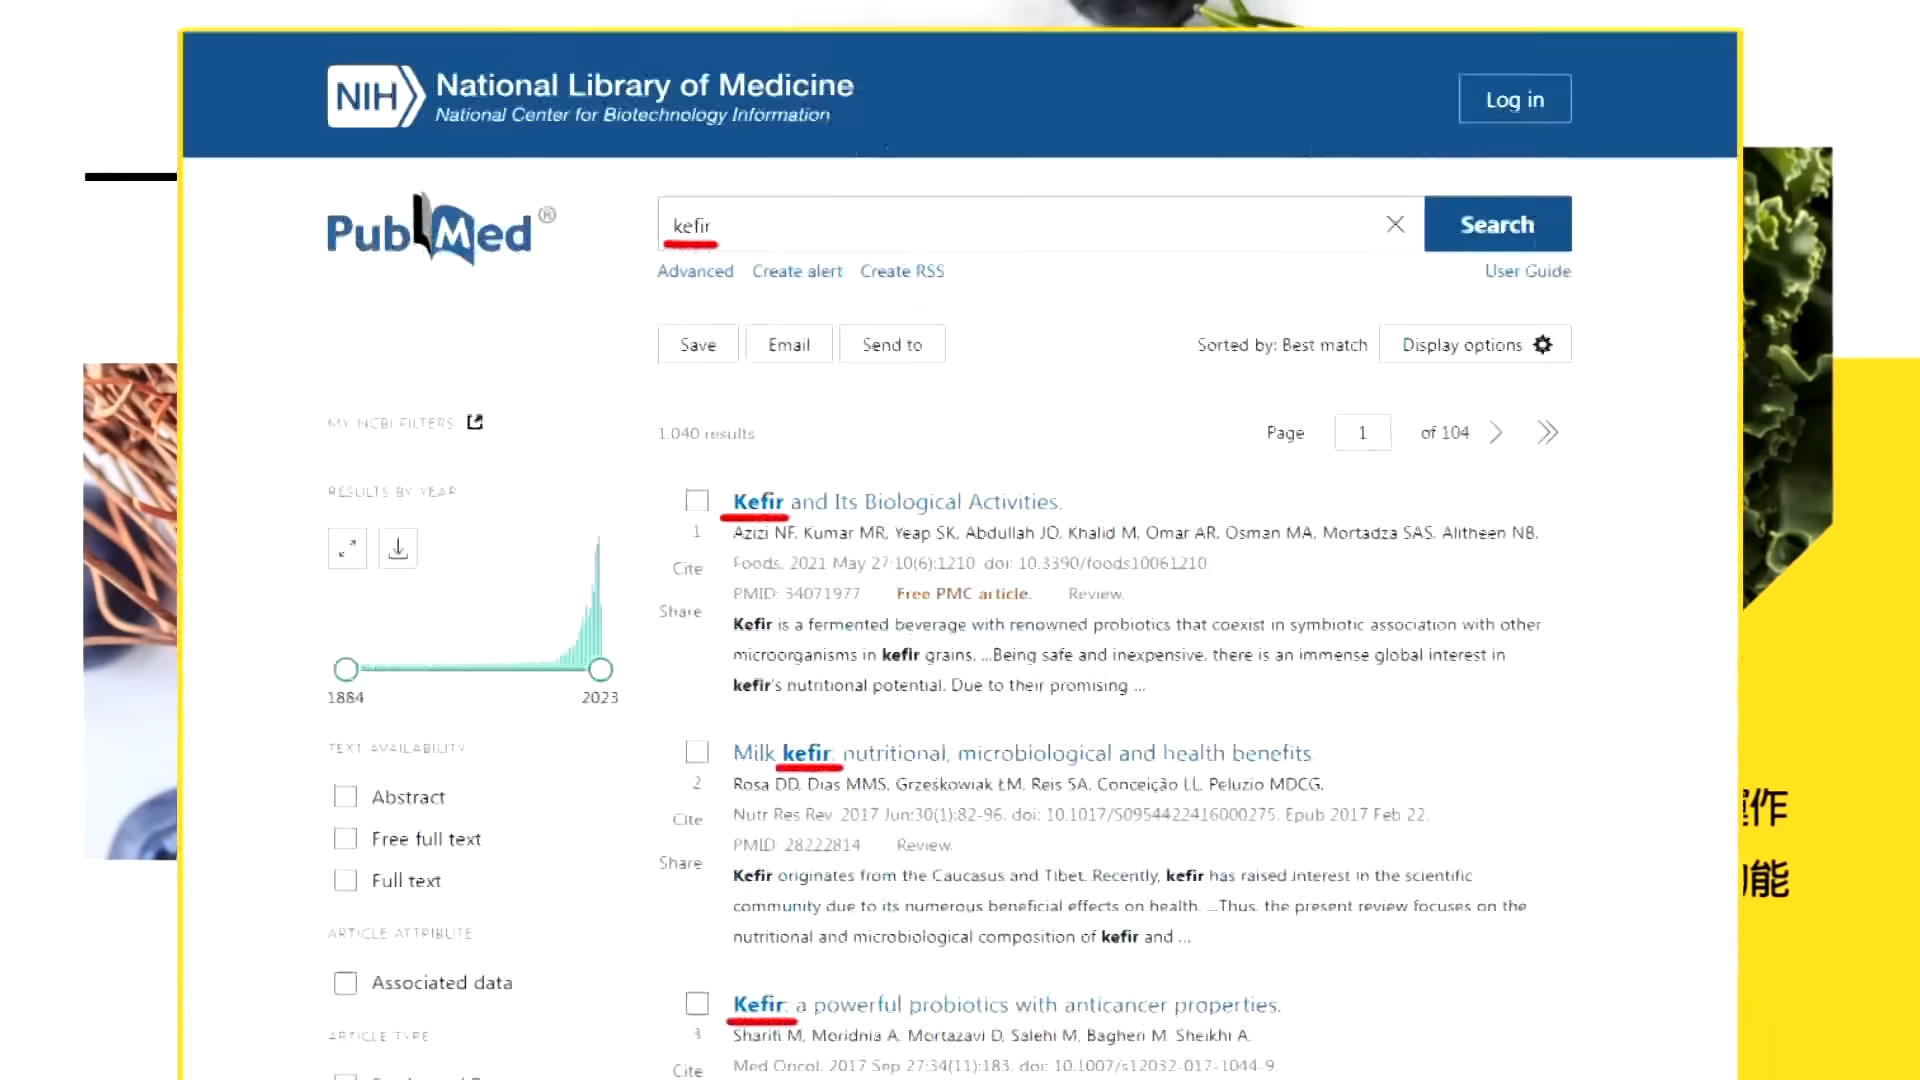 NIH National Library of Medicine
National Center for Biotechnology Information
Log in
PubMed®
kefir
Search
Advanced Create alert Create RSS
User Guide
Save Email Send to
Sorted by: Best match
Display options
MY NCBI FILTERS
1,040 results
Page 1 of 104
RESULTS BY YEAR
1884 2023
TEXT AVAILABILITY
Abstract
Free full text
Full text
ARTICLE ATTRIBUTE
Associated data
ARTICLE TYPE
Kefir and Its Biological Activities.
1
Azizi NF, Kumar MR, Yeap SK, Abdullah JO, Khalid M, Omar AR, Osman MA, Mortadza SAS, Alitheen NB.
Cite
Foods. 2021 May 27;10(6):1210. doi: 10.3390/foods10061210.
PMID: 34071977 Free PMC article. Review.
Share
Kefir is a fermented beverage with renowned probiotics that coexist in symbiotic association with other
microorganisms in kefir grains. ...Being safe and inexpensive, there is an immense global interest in
kefir's nutritional potential. Due to their promising ...
Milk kefir: nutritional, microbiological and health benefits.
2
Rosa DD, Dias MMS, Grześkowiak ŁM, Reis SA, Conceição LL, Peluzio MDCG.
Cite
Nutr Res Rev. 2017 Jun;30(1):82-96. doi: 10.1017/S0954422416000275. Epub 2017 Feb 22.
PMID: 28222814 Review.
Share
Kefir originates from the Caucasus and Tibet. Recently, kefir has raised interest in the scientific
community due to its numerous beneficial effects on health. ...Thus, the present review focuses on the
nutritional and microbiological composition of kefir and ...
Kefir: a powerful probiotics with anticancer properties.
3
Sharifi M, Moridnia A, Mortazavi D, Salehi M, Bagheri M, Sheikhi A.
Cite
Med Oncol. 2017 Sep 27;34(11):183. doi: 10.1007/s12032-017-1044-9.
作
能